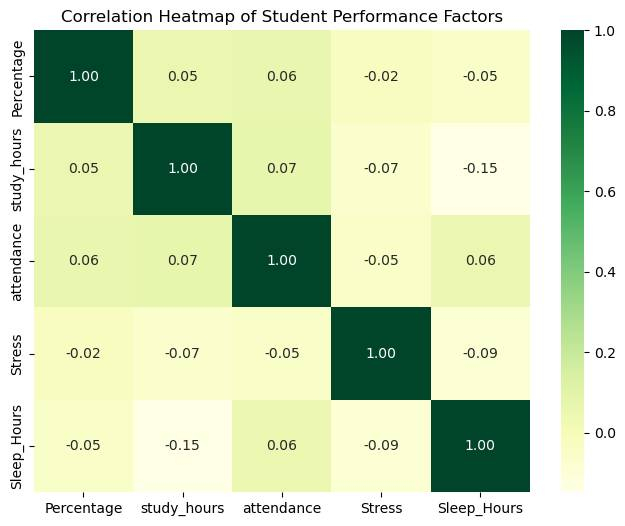 Correlation Heatmap of Student Performance Factors
Percentage 1.00 0.05 0.06 -0.02 -0.05
study_hours 0.05 1.00 0.07 -0.07 -0.15
attendance 0.06 0.07 1.00 -0.05 0.06
Stress -0.02 -0.07 -0.05 1.00 -0.09
Sleep_Hours -0.05 -0.15 0.06 -0.09 1.00
Percentage study_hours attendance Stress Sleep_Hours
1.0
0.8
0.6
0.4
0.2
0.0